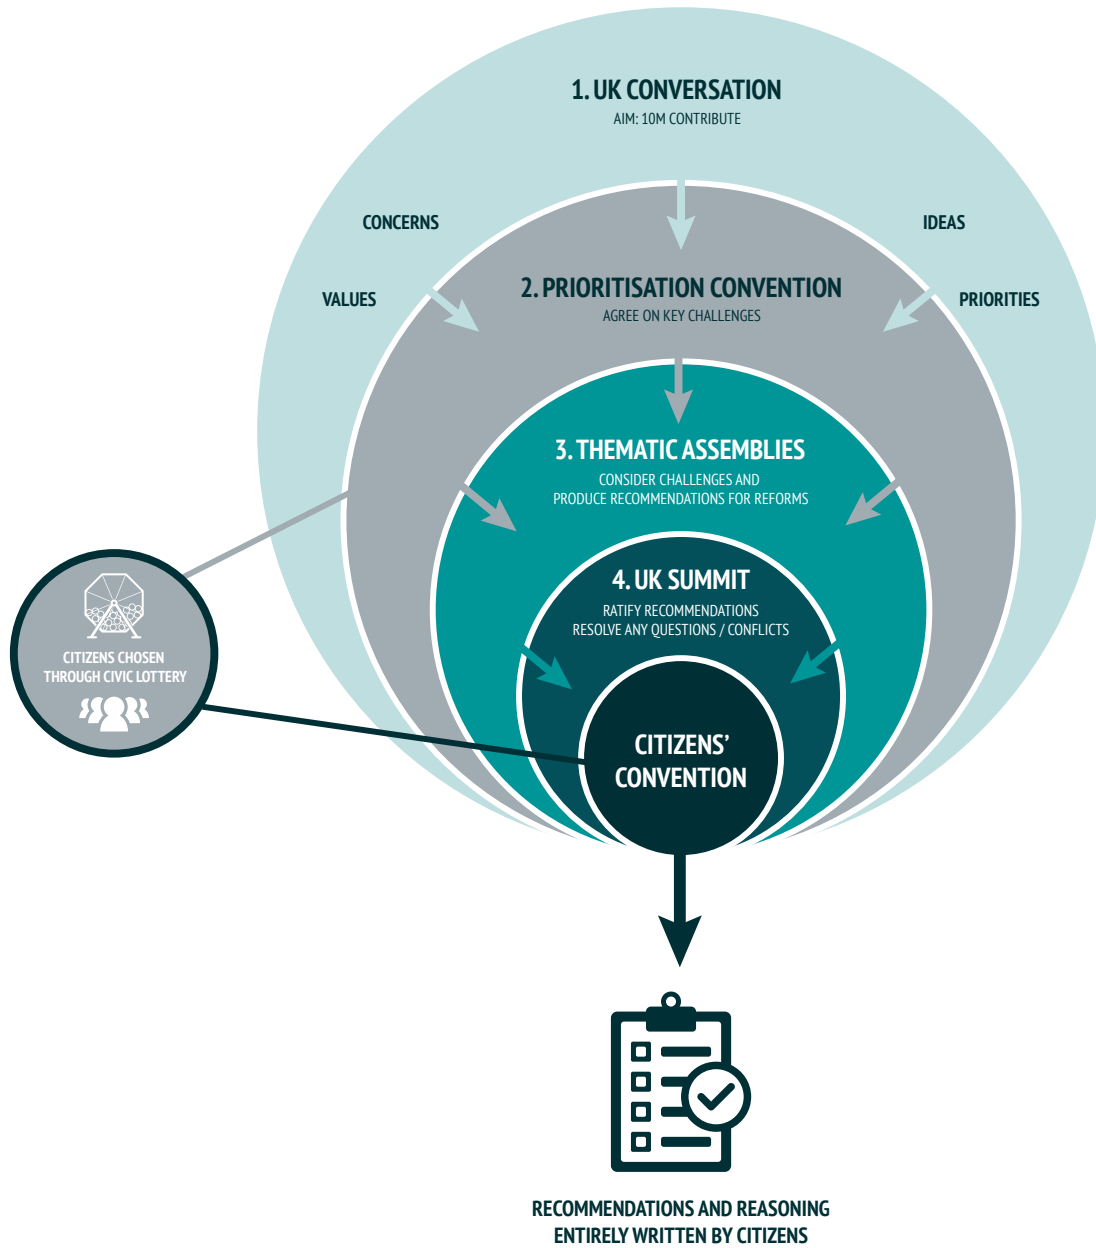 1. UK CONVERSATION
AIM: 10M CONTRIBUTE
CONCERNS
IDEAS
VALUES
PRIORITIES
2. PRIORITISATION CONVENTION
AGREE ON KEY CHALLENGES
3. THEMATIC ASSEMBLIES
CONSIDER CHALLENGES AND
PRODUCE RECOMMENDATIONS FOR REFORMS
4. UK SUMMIT
RATIFY RECOMMENDATIONS
RESOLVE ANY QUESTIONS / CONFLICTS
CITIZENS CHOSEN
THROUGH CIVIC LOTTERY
CITIZENS’
CONVENTION
RECOMMENDATIONS AND REASONING
ENTIRELY WRITTEN BY CITIZENS